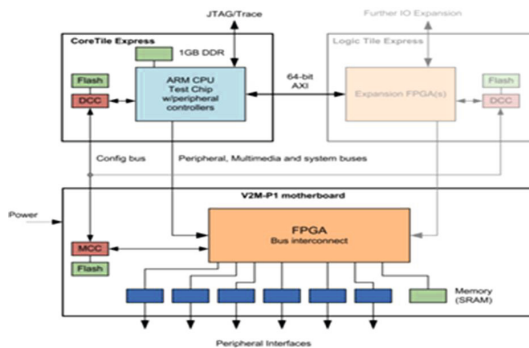 JTAG/Trace
Further IO Expansion
CoreTile Express
Logic Tile Express
1GB DDR
Flash
DCC
ARM CPU
Test Chip
w/peripheral
controllers
64-bit
AXI
Expansion FPGA(s)
Flash
DCC
Config bus
Peripheral, Multimedia and system buses
V2M-P1 motherboard
Power
FPGA
Bus interconnect
MCC
Flash
Memory
(SRAM)
Peripheral Interfaces